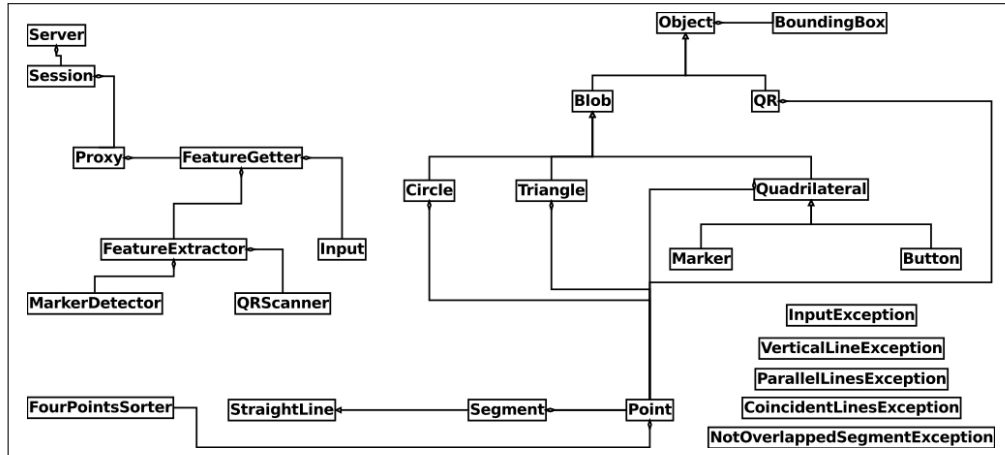 Object
BoundingBox
Server
Session
Blob
QR
Proxy
FeatureGetter
Circle
Triangle
Quadrilateral
FeatureExtractor
Input
Marker
Button
MarkerDetector
QRScanner
InputException
VerticalLineException
ParallelLinesException
FourPointsSorter
StraightLine
Segment
Point
CoincidentLinesException
NotOverlappedSegmentException